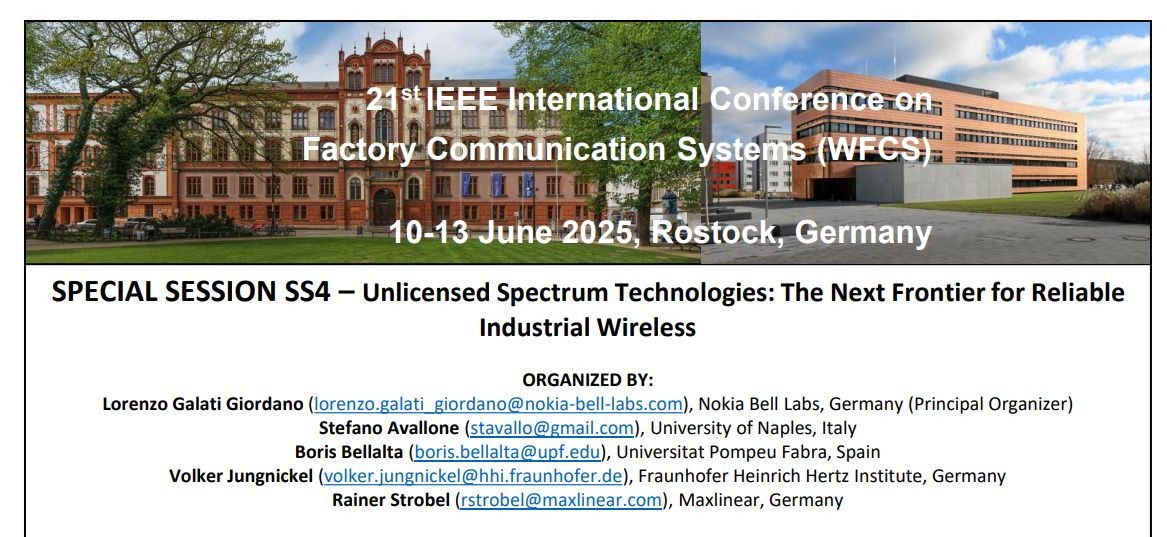 21st IEEE International Conference on
Factory Communication Systems (WFCS)
10-13 June 2025, Rostock, Germany
SPECIAL SESSION SS4 – Unlicensed Spectrum Technologies: The Next Frontier for Reliable
Industrial Wireless
ORGANIZED BY:
Lorenzo Galati Giordano (lorenzo.galati_giordano@nokia-bell-labs.com), Nokia Bell Labs, Germany (Principal Organizer)
Stefano Avallone (stavallo@gmail.com), University of Naples, Italy
Boris Bellalta (boris.bellalta@upf.edu), Universitat Pompeu Fabra, Spain
Volker Jungnickel (volker.jungnickel@hhi.fraunhofer.de), Fraunhofer Heinrich Hertz Institute, Germany
Rainer Strobel (rstrobel@maxlinear.com), Maxlinear, Germany